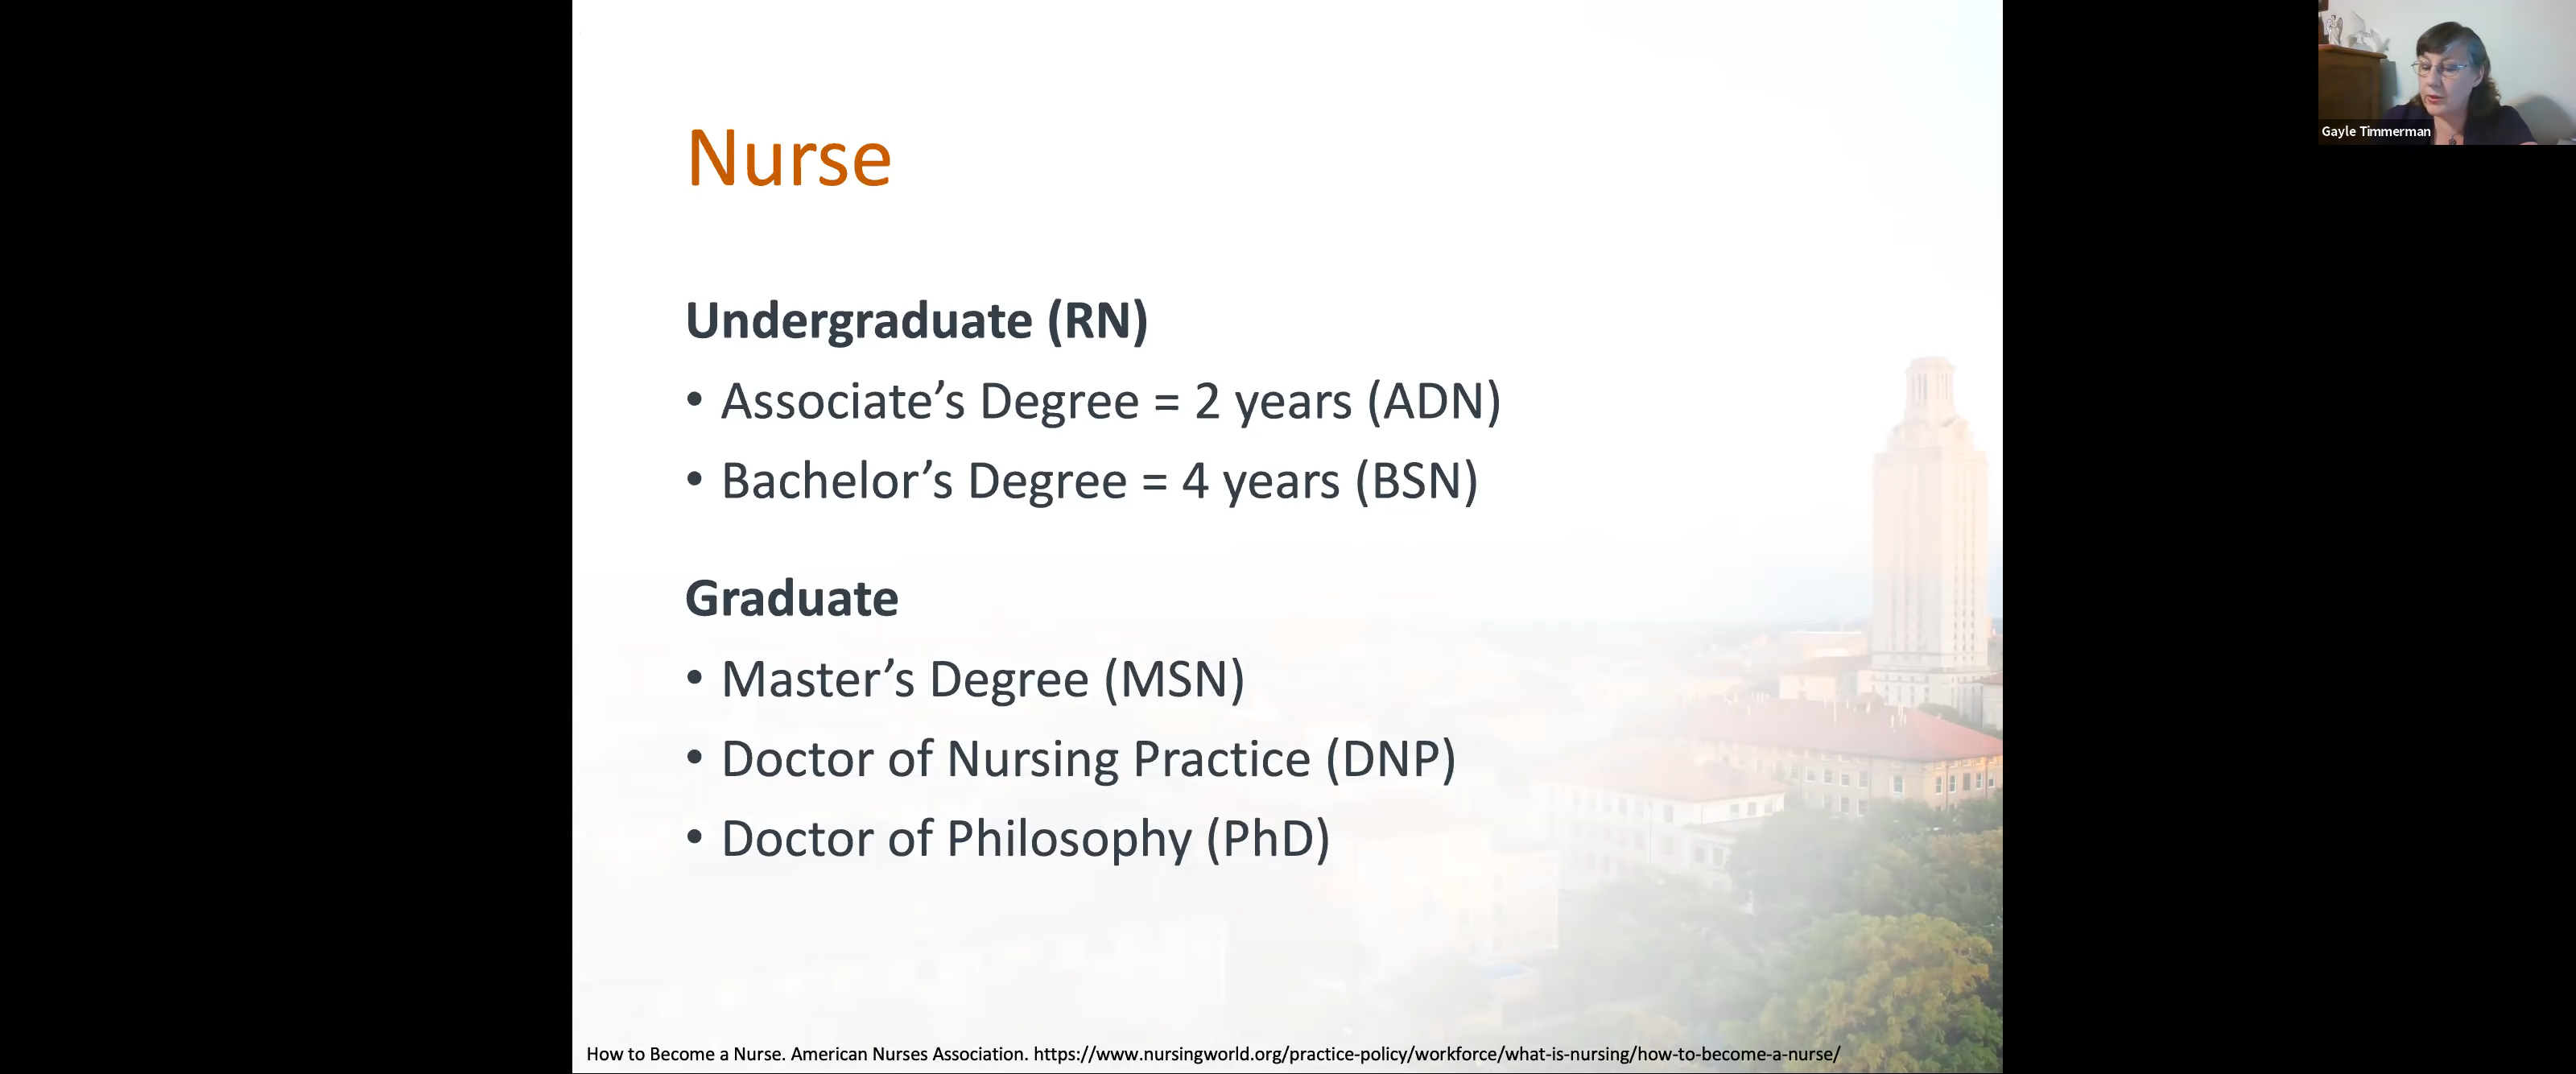 Nurse
Undergraduate (RN)
• Associate’s Degree = 2 years (ADN)
• Bachelor’s Degree = 4 years (BSN)
Graduate
• Master’s Degree (MSN)
• Doctor of Nursing Practice (DNP)
• Doctor of Philosophy (PhD)
How to Become a Nurse. American Nurses Association. https://www.nursingworld.org/practice-policy/workforce/what-is-nursing/how-to-become-a-nurse/
Gayle Timmerman